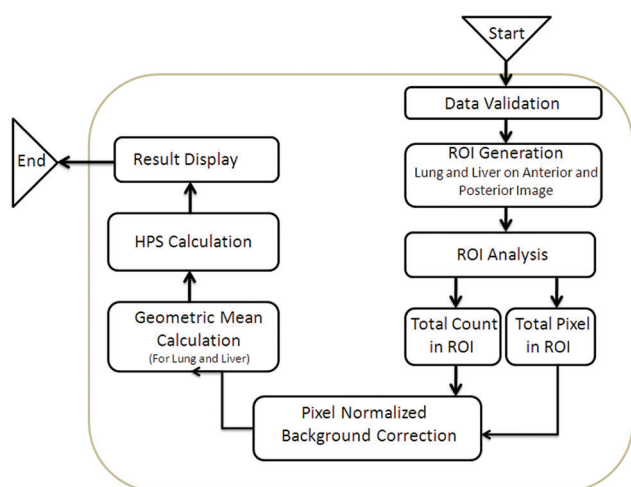 Start
Data Validation
ROI Generation
Lung and Liver on Anterior and
Posterior Image
ROI Analysis
Total Count
in ROI
Total Pixel
in ROI
Pixel Normalized
Background Correction
Geometric Mean
Calculation
(For Lung and Liver)
HPS Calculation
Result Display
End